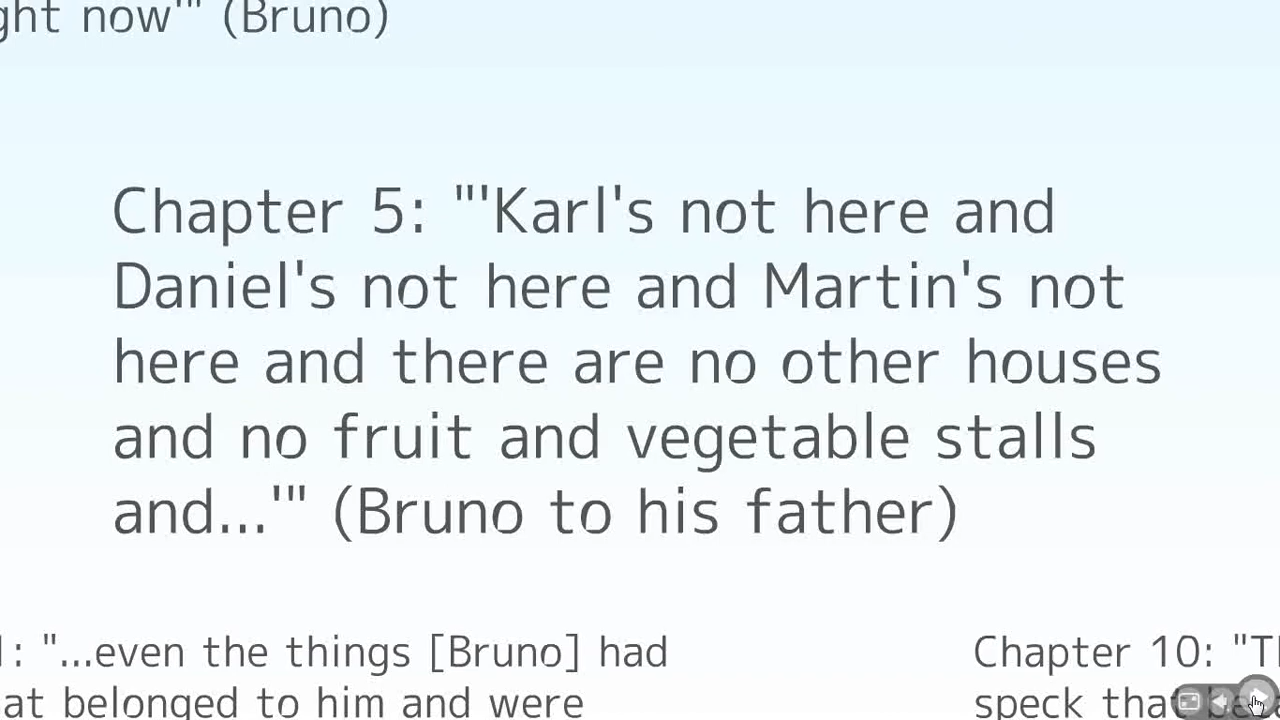 ght now'" (Bruno)
Chapter 5: "'Karl's not here and
Daniel's not here and Martin's not
here and there are no other houses
and no fruit and vegetable stalls
and...'" (Bruno to his father)
: "...even the things [Bruno] had
at belonged to him and were
Chapter 10: "T
speck that